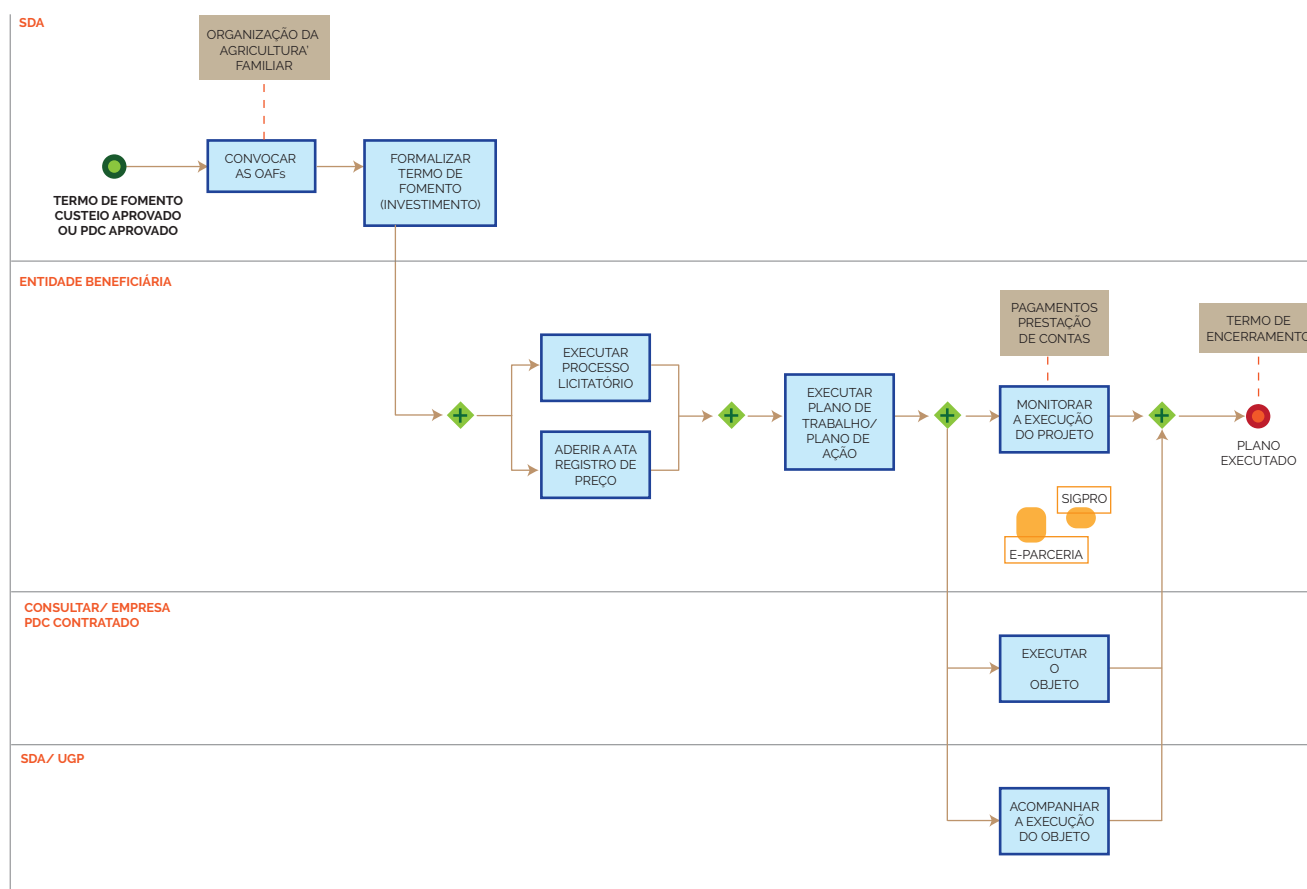 SDA
ORGANIZAÇÃO DA
AGRICULTURA'
FAMILIAR
CONVOCAR
AS OAFs
FORMALIZAR
TERMO DE
FOMENTO
(INVESTIMENTO)
TERMO DE FOMENTO
CUSTEIO APROVADO
OU PDC APROVADO
ENTIDADE BENEFICIÁRIA
EXECUTAR
PROCESSO
LICITATÓRIO
ADERIR A ATA
REGISTRO DE
PREÇO
EXECUTAR
PLANO DE
TRABALHO/
PLANO DE
AÇÃO
PAGAMENTOS
PRESTAÇÃO
DE CONTAS
MONITORAR
A EXECUÇÃO
DO PROJETO
SIGPRO
E-PARCERIA
TERMO DE
ENCERRAMENTO
PLANO
EXECUTADO
CONSULTAR/ EMPRESA
PDC CONTRATADO
EXECUTAR
O
OBJETO
SDA/ UGP
ACOMPANHAR
A EXECUÇÃO
DO OBJETO